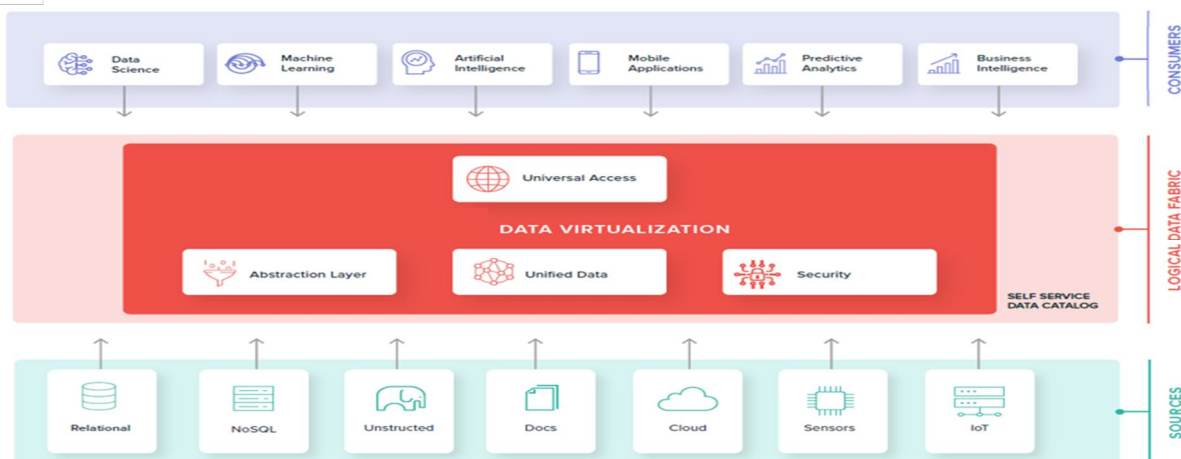 Data
Science
Machine
Learning
Artificial
Intelligence
Mobile
Applications
Predictive
Analytics
Business
Intelligence
CONSUMERS
Universal Access
DATA VIRTUALIZATION
Abstraction Layer
Unified Data
Security
SELF SERVICE
DATA CATALOG
LOGICAL DATA FABRIC
Relational
NoSQL
Unstructed
Docs
Cloud
Sensors
IoT
SOURCES